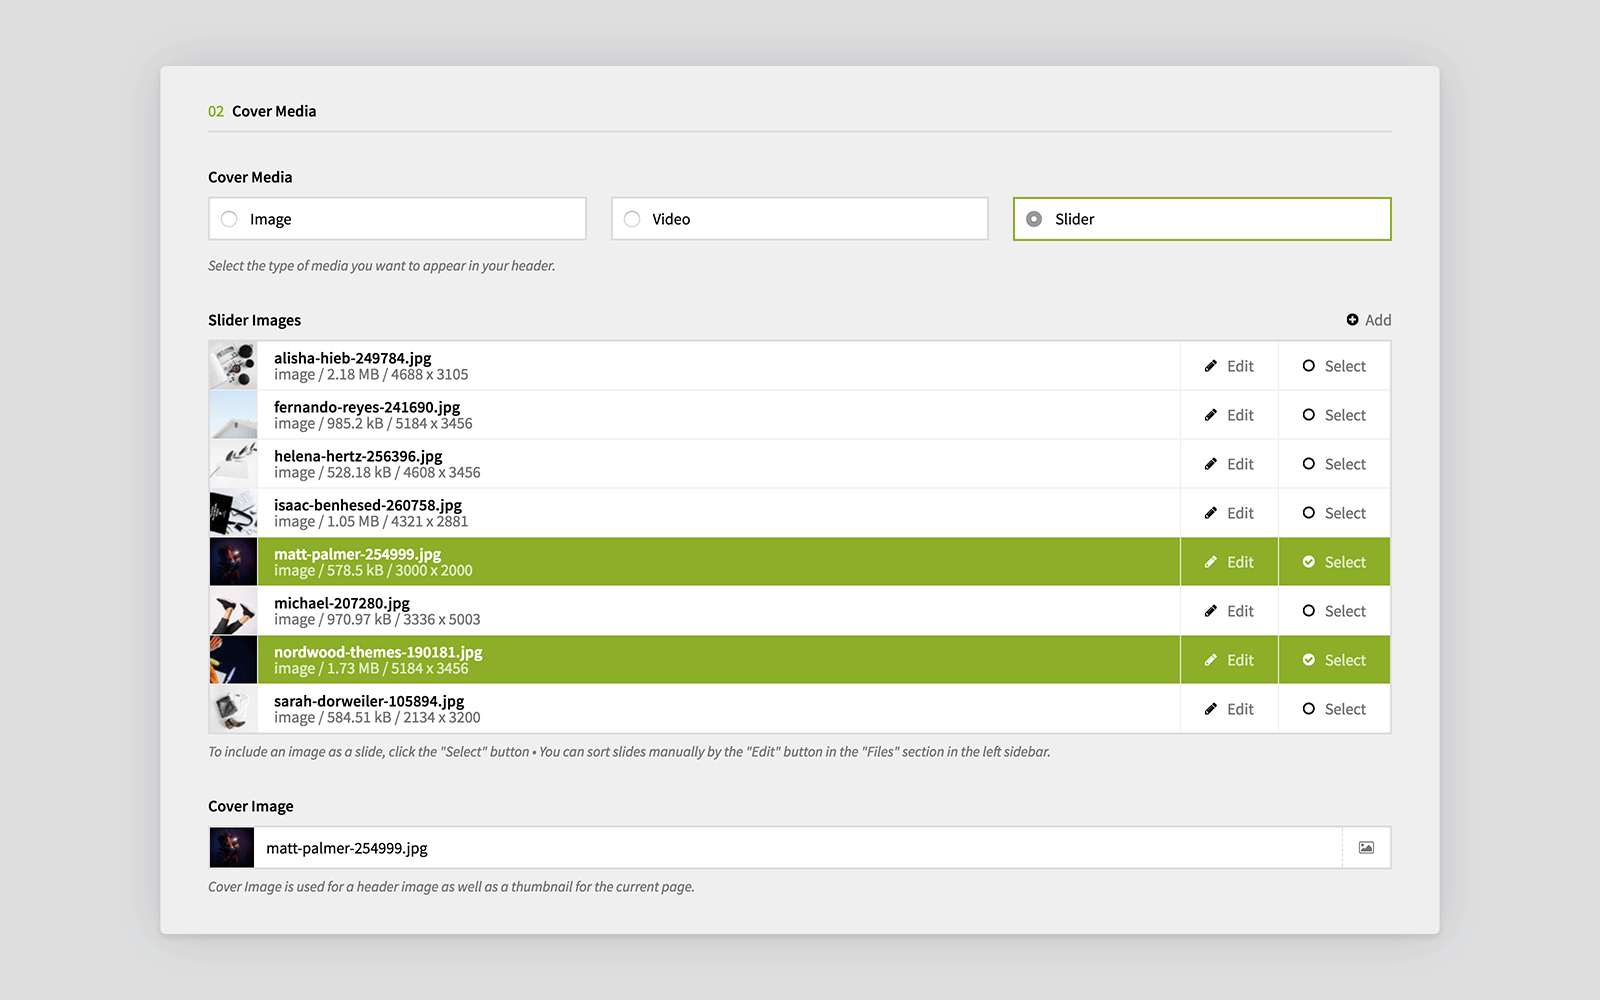 02 Cover Media
Cover Media
Image
Video
Slider
Select the type of media you want to appear in your header.
Slider Images
Add
alisha-hieb-249784.jpg
image / 2.18 MB / 4688 x 3105
Edit
Select
fernando-reyes-241690.jpg
image / 985.2 kB / 5184 x 3456
Edit
Select
helena-hertz-256396.jpg
image / 528.18 kB / 4608 x 3456
Edit
Select
isaac-benhesed-260758.jpg
image / 1.05 MB / 4321 x 2881
Edit
Select
matt-palmer-254999.jpg
image / 578.5 kB / 3000 x 2000
Edit
Select
michael-207280.jpg
image / 970.97 kB / 3336 x 5003
Edit
Select
nordwood-themes-190181.jpg
image / 1.73 MB / 5184 x 3456
Edit
Select
sarah-dorweiler-105894.jpg
image / 584.51 kB / 2134 x 3200
Edit
Select
To include an image as a slide, click the "Select" button • You can sort slides manually by the "Edit" button in the "Files" section in the left sidebar.
Cover Image
matt-palmer-254999.jpg
Cover Image is used for a header image as well as a thumbnail for the current page.